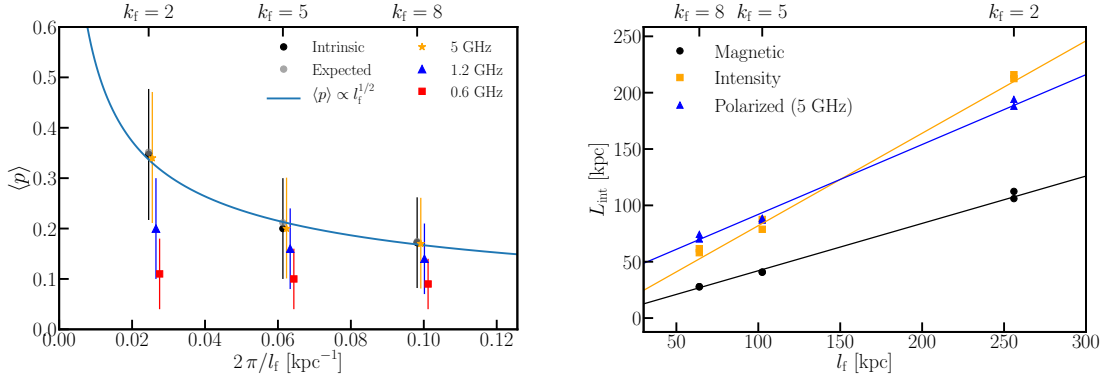 k_f = 2 k_f = 5 k_f = 8
0.6
0.5
0.4
0.3
0.2
0.1
0.0
⟨p⟩
Intrinsic
Expected
⟨p⟩ ∝ l_f^{1/2}
5 GHz
1.2 GHz
0.6 GHz
0.00 0.02 0.04 0.06 0.08 0.10 0.12
2 π/l_f [kpc⁻¹]
k_f = 8 k_f = 5 k_f = 2
250
200
150
100
50
0
L_int [kpc]
Magnetic
Intensity
Polarized (5 GHz)
50 100 150 200 250 300
l_f [kpc]